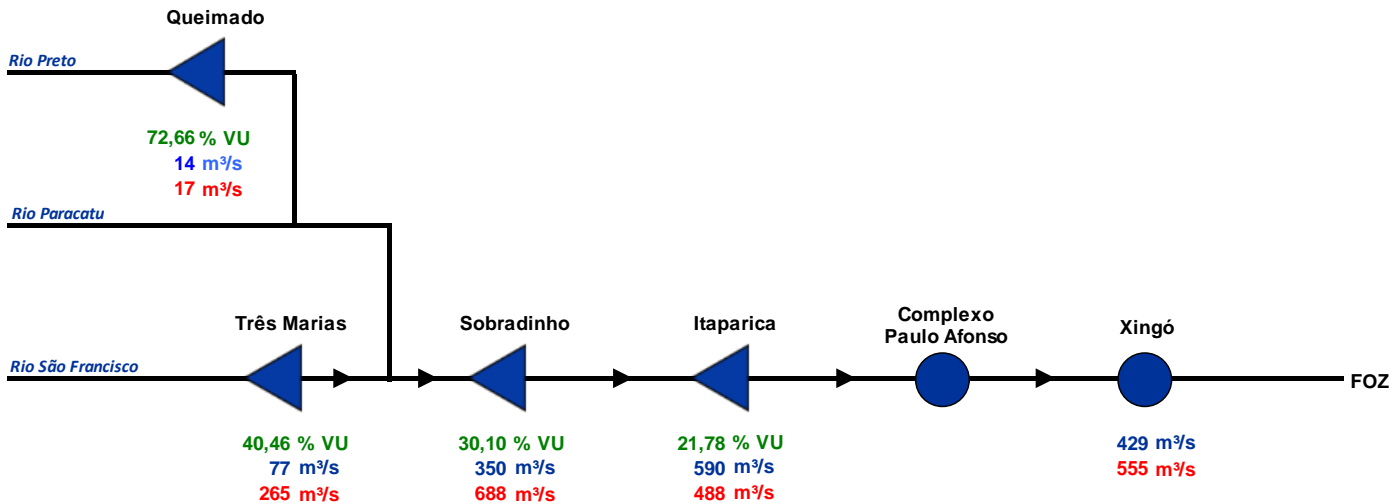 Queimado
Rio Preto
72,66 % VU
14 m³/s
17 m³/s
Rio Paracatu
Três Marias
Sobradinho
Itaparica
Complexo
Paulo Afonso
Xingó
Rio São Francisco
FOZ
40,46 % VU
77 m³/s
265 m³/s
30,10 % VU
350 m³/s
688 m³/s
21,78 % VU
590 m³/s
488 m³/s
429 m³/s
555 m³/s